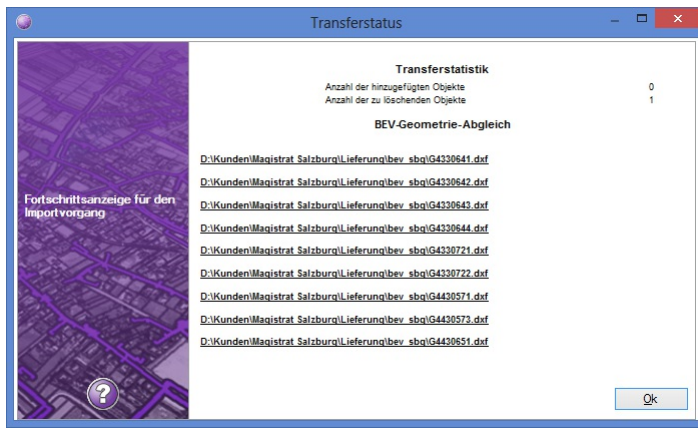 Transferstatus
Transferstatistik
Anzahl der hinzugefügten Objekte 0
Anzahl der zu löschenden Objekte 1
BEV-Geometrie-Abgleich
D:\Kunden\Magistrat Salzburg\Lieferung\bev_sbg\G4330641.dxf
D:\Kunden\Magistrat Salzburg\Lieferung\bev_sbg\G4330642.dxf
D:\Kunden\Magistrat Salzburg\Lieferung\bev_sbg\G4330643.dxf
D:\Kunden\Magistrat Salzburg\Lieferung\bev_sbg\G4330644.dxf
D:\Kunden\Magistrat Salzburg\Lieferung\bev_sbg\G4330721.dxf
D:\Kunden\Magistrat Salzburg\Lieferung\bev_sbg\G4330722.dxf
D:\Kunden\Magistrat Salzburg\Lieferung\bev_sbg\G4430571.dxf
D:\Kunden\Magistrat Salzburg\Lieferung\bev_sbg\G4430573.dxf
D:\Kunden\Magistrat Salzburg\Lieferung\bev_sbg\G4430651.dxf
Fortschrittsanzeige für den
Importvorgang
?
Ok